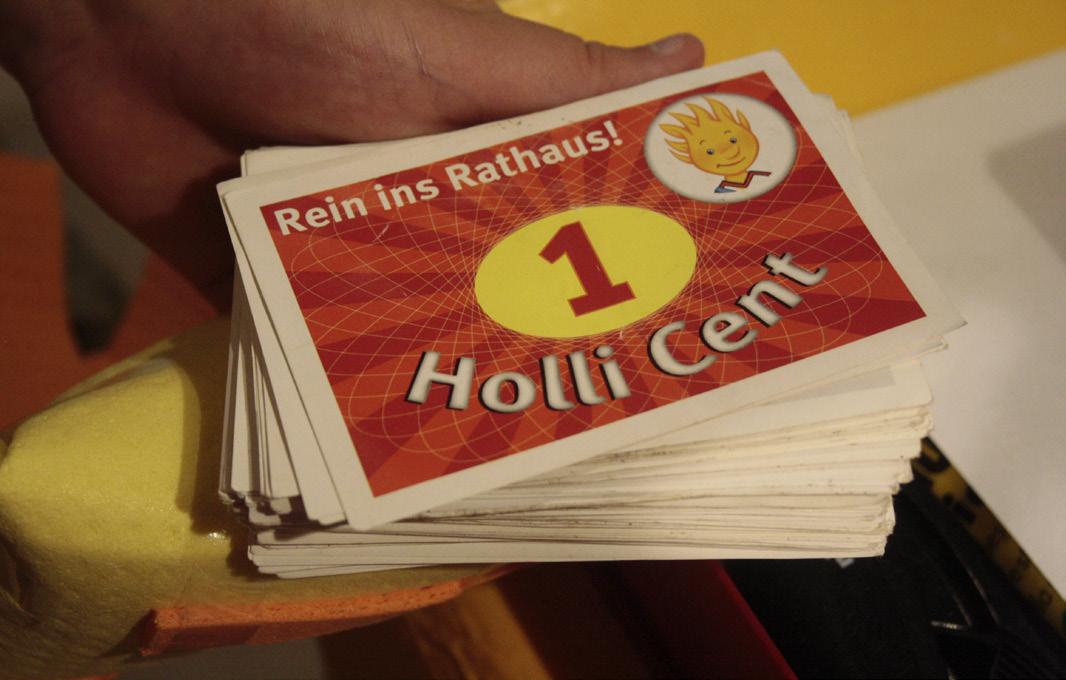 Rein ins Rathaus!
1
Holli Cent